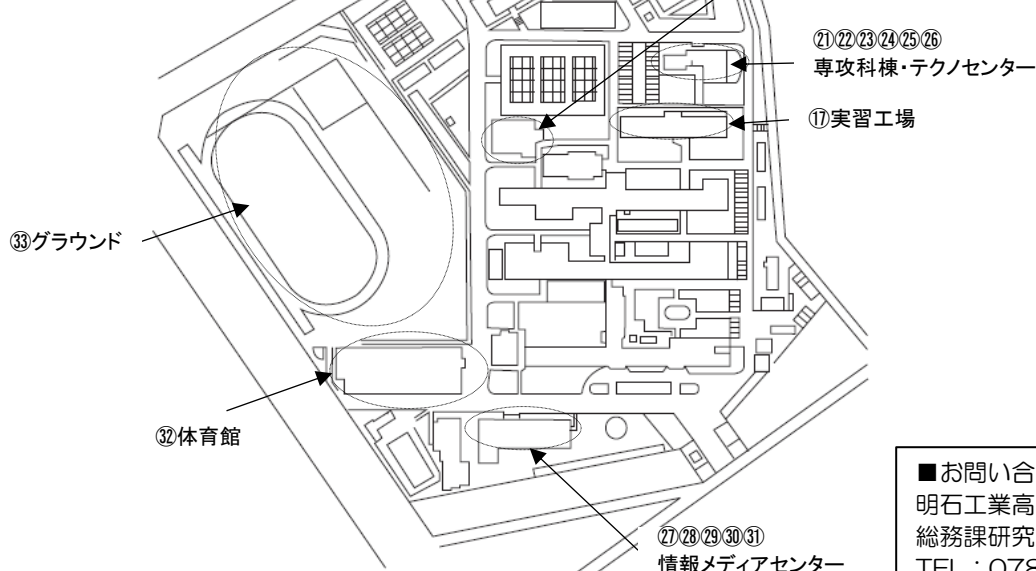 ㉑㉒㉓㉔㉕㉖
専攻科棟・テクノセンター
⑰実習工場
㉝グラウンド
㉜体育館
㉗㉘㉙㉚㉛
情報メディアセンター
■お問い合
明石工業高
総務課研究
TEL：078